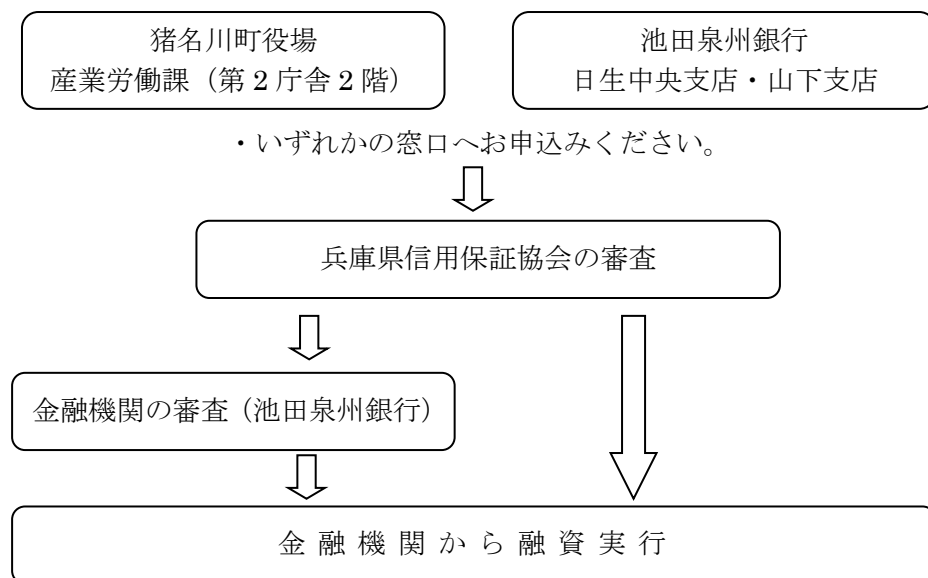 猪名川町役場
産業労働課（第２庁舎２階）
池田泉州銀行
日生中央支店・山下支店
・いずれかの窓口へお申込みください。
兵庫県信用保証協会の審査
金融機関の審査（池田泉州銀行）
金融機関から融資実行